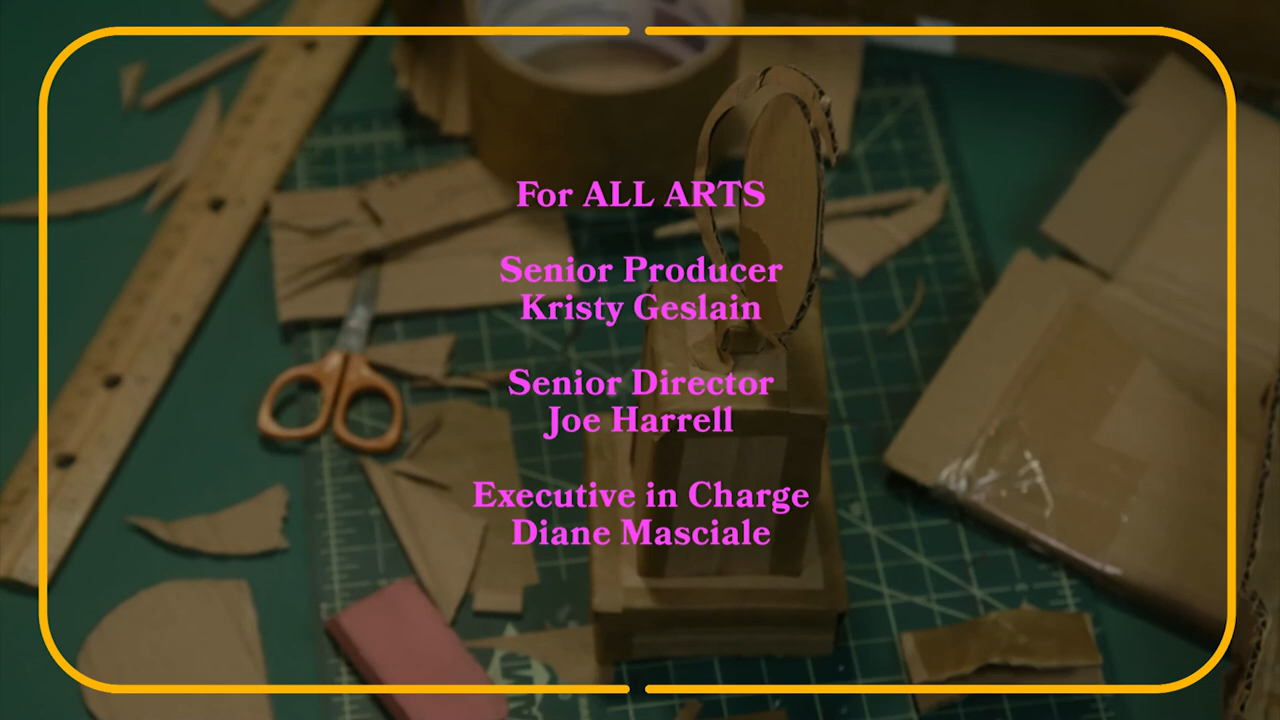 For ALL ARTS
Senior Producer
Kristy Geslain
Senior Director
Joe Harrell
Executive in Charge
Diane Masciale